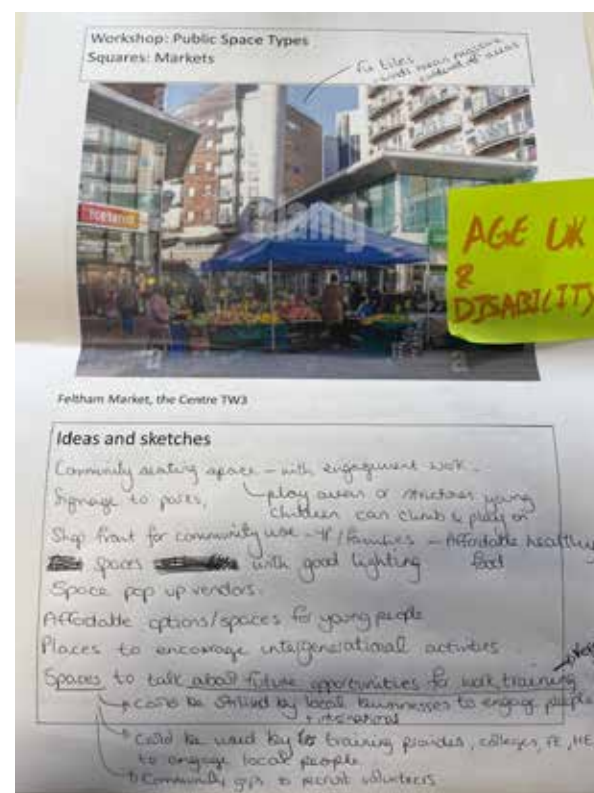 Workshop: Public Space Types
Squares: Markets
Iceland
alamy
a
AGE UK
&
DISABILITY
Feltham Market, the Centre TW3
Ideas and sketches
Community seating space – with engagement work.
Signage to parks,
play areas or structures young
children can climb & play on
Shop front for community use - YP/Families – Affordable healthy
food
spaces with good lighting
Space pop up vendors.
Affordable options/spaces for young people
Places to encourage intergenerational activities
Spaces to talk about future opportunities for work, training
could be utilised by local businesses to engage people
+ international
could be used by training providers, colleges, FE, HE
to engage local people
Community grps to recruit volunteers